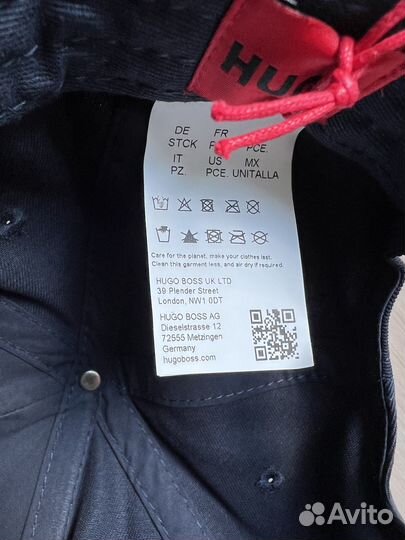 HUG
DE FR
STCK PCE.
IT US MX
PZ. PCE. UNITALLA
Care for the planet, make your clothes last.
Clean this garment less and air-dry if possible.
HUGO BOSS UK LTD
39 Plender Street
London, NW1 0DT
HUGO BOSS AG
Dieselstrasse 12
72555 Metzingen
Germany
hugoboss.com
Avito